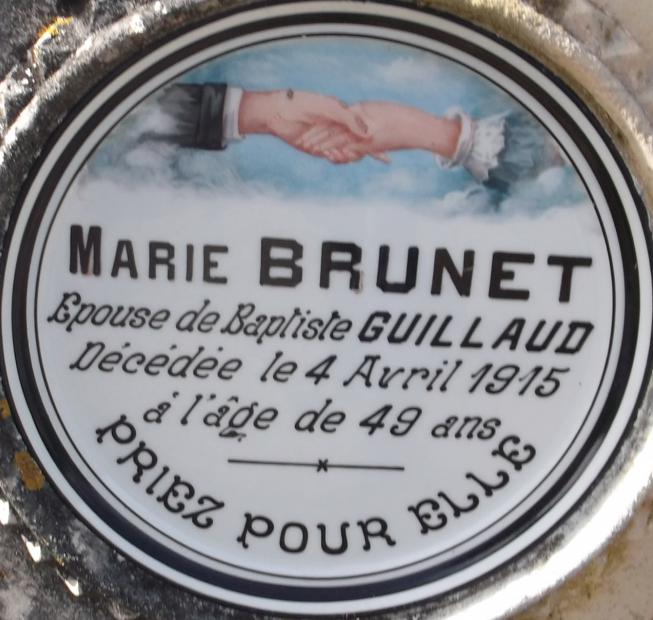 MARIE BRUNET
Epouse de Baptiste GUILLAUD
Décédée le 4 Avril 1915
à l'âge de 49 ans
PRIEZ POUR ELLE